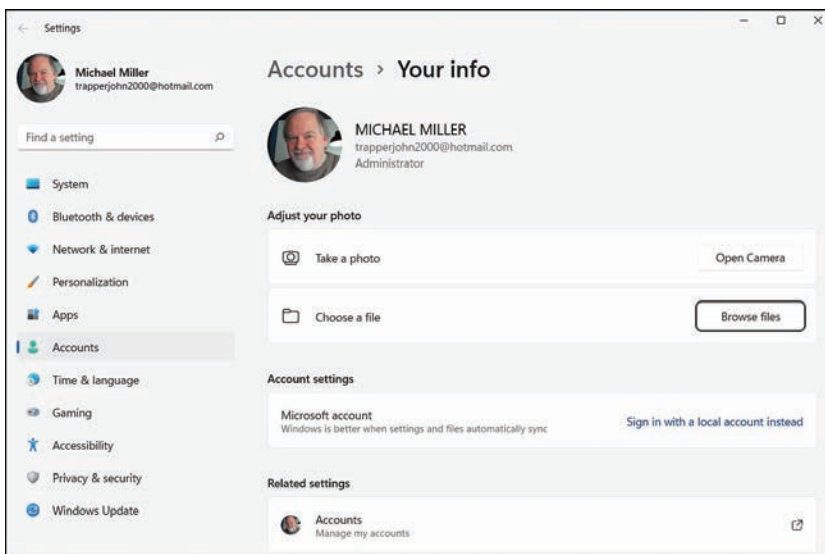 Settings
Michael Miller
trapperjohn2000@hotmail.com
Find a setting
System
Bluetooth & devices
Network & internet
Personalization
Apps
Accounts
Time & language
Gaming
Accessibility
Privacy & security
Windows Update
Accounts > Your info
MICHAEL MILLER
trapperjohn2000@hotmail.com
Administrator
Adjust your photo
Take a photo
Open Camera
Choose a file
Browse files
Account settings
Microsoft account
Windows is better when settings and files automatically sync
Sign in with a local account instead
Related settings
Accounts
Manage my accounts